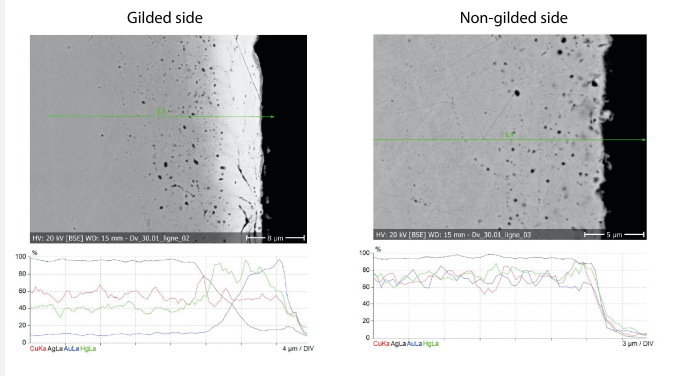 Gilded side
Non-gilded side
L1
HV: 20 kV [BSE] WD: 15 mm - Dv_30.01_ligne_02
8 µm
HV: 20 kV [BSE] WD: 15 mm - Dv_30.01_ligne_03
5 µm
%
100
80
60
40
20
0
CuKa AgLa AuLa HgLa
4 µm / DIV
%
100
80
60
40
20
0
CuKa AgLa AuLa HgLa
3 µm / DIV